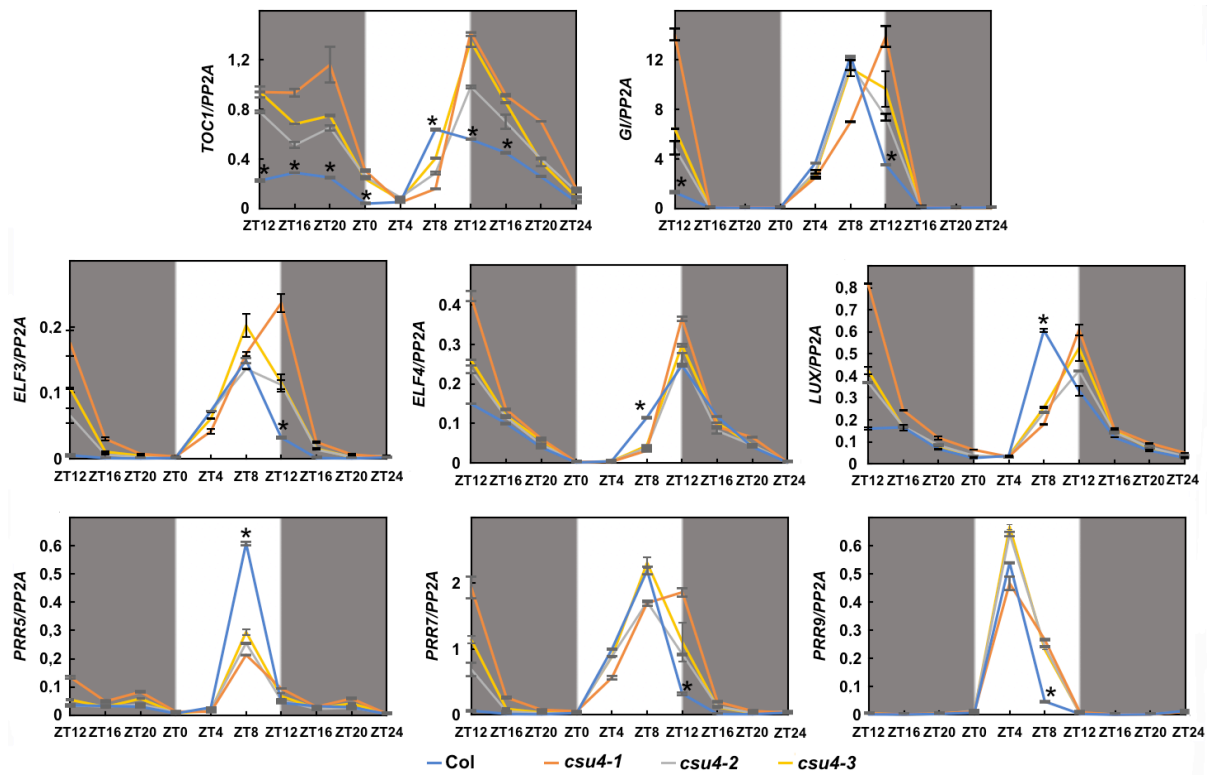 TOC1/PP2A
1,2
0.8
0.4
0
* * * * * * *
ZT12 ZT16 ZT20 ZT0 ZT4 ZT8 ZT12 ZT16 ZT20 ZT24
GI/PP2A
12
8
4
0
* *
ZT12 ZT16 ZT20 ZT0 ZT4 ZT8 ZT12 ZT16 ZT20 ZT24
ELF3/PP2A
0.2
0.1
0
*
ZT12 ZT16 ZT20 ZT0 ZT4 ZT8 ZT12 ZT16 ZT20 ZT24
ELF4/PP2A
0.4
0.3
0.2
0.1
0
*
ZT12 ZT16 ZT20 ZT0 ZT4 ZT8 ZT12 ZT16 ZT20 ZT24
LUX/PP2A
0,8
0.7
0.6
0.5
0.4
0.3
0.2
0.1
0
*
ZT12 ZT16 ZT20 ZT0 ZT4 ZT8 ZT12 ZT16 ZT20 ZT24
PRR5/PP2A
0.6
0.5
0.4
0.3
0.2
0.1
0
*
ZT12 ZT16 ZT20 ZT0 ZT4 ZT8 ZT12 ZT16 ZT20 ZT24
PRR7/PP2A
2
1
0
*
ZT12 ZT16 ZT20 ZT0 ZT4 ZT8 ZT12 ZT16 ZT20 ZT24
PRR9/PP2A
0.6
0.5
0.4
0.3
0.2
0.1
0
*
ZT12 ZT16 ZT20 ZT0 ZT4 ZT8 ZT12 ZT16 ZT20 ZT24
Col csu4-1 csu4-2 csu4-3